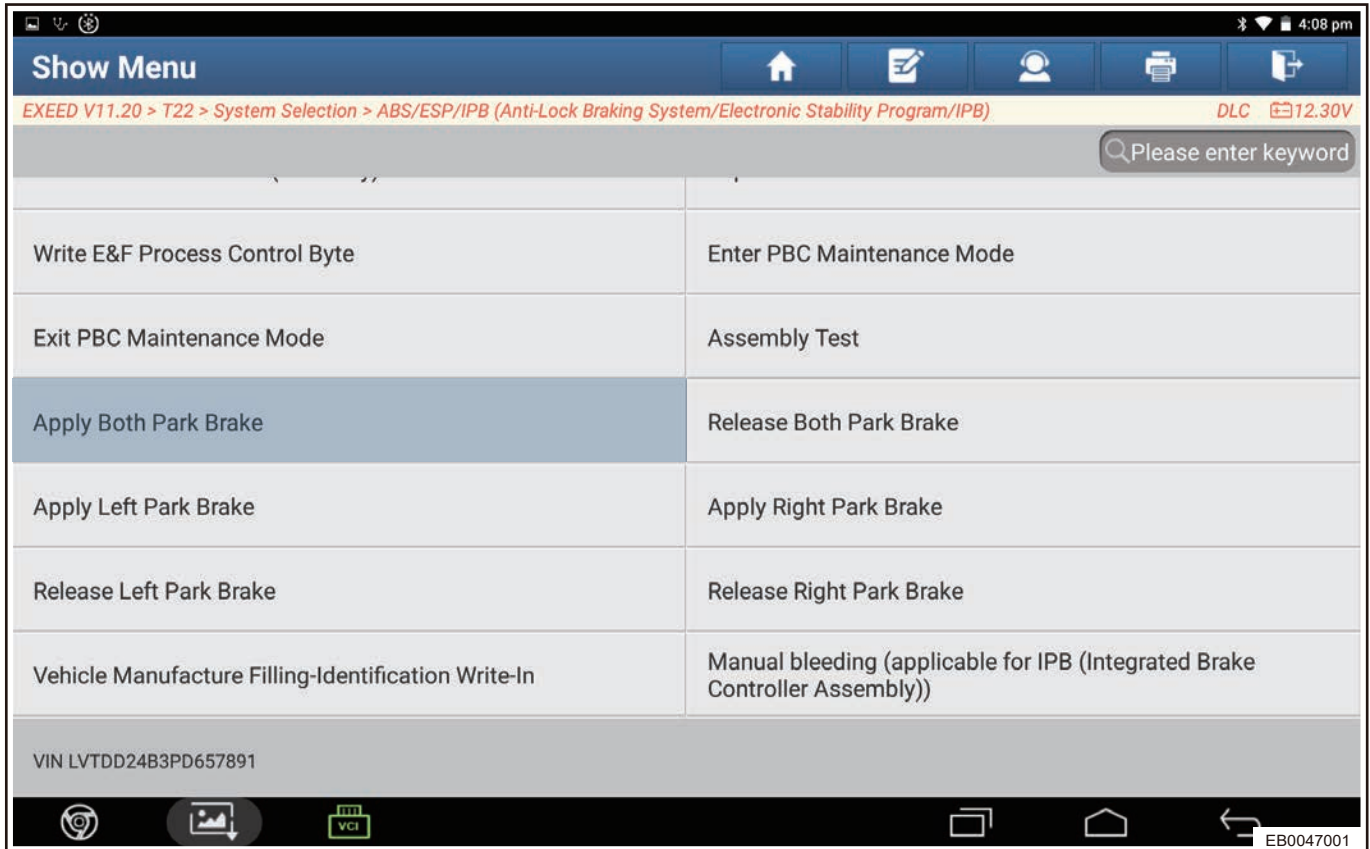 4:08 pm
Show Menu
EXEED V11.20 > T22 > System Selection > ABS/ESP/IPB (Anti-Lock Braking System/Electronic Stability Program/IPB) DLC 12.30V
Please enter keyword
Write E&F Process Control Byte
Enter PBC Maintenance Mode
Exit PBC Maintenance Mode
Assembly Test
Apply Both Park Brake
Release Both Park Brake
Apply Left Park Brake
Apply Right Park Brake
Release Left Park Brake
Release Right Park Brake
Vehicle Manufacture Filling-Identification Write-In
Manual bleeding (applicable for IPB (Integrated Brake
Controller Assembly))
VIN LVTDD24B3PD657891
VCI
EB0047001